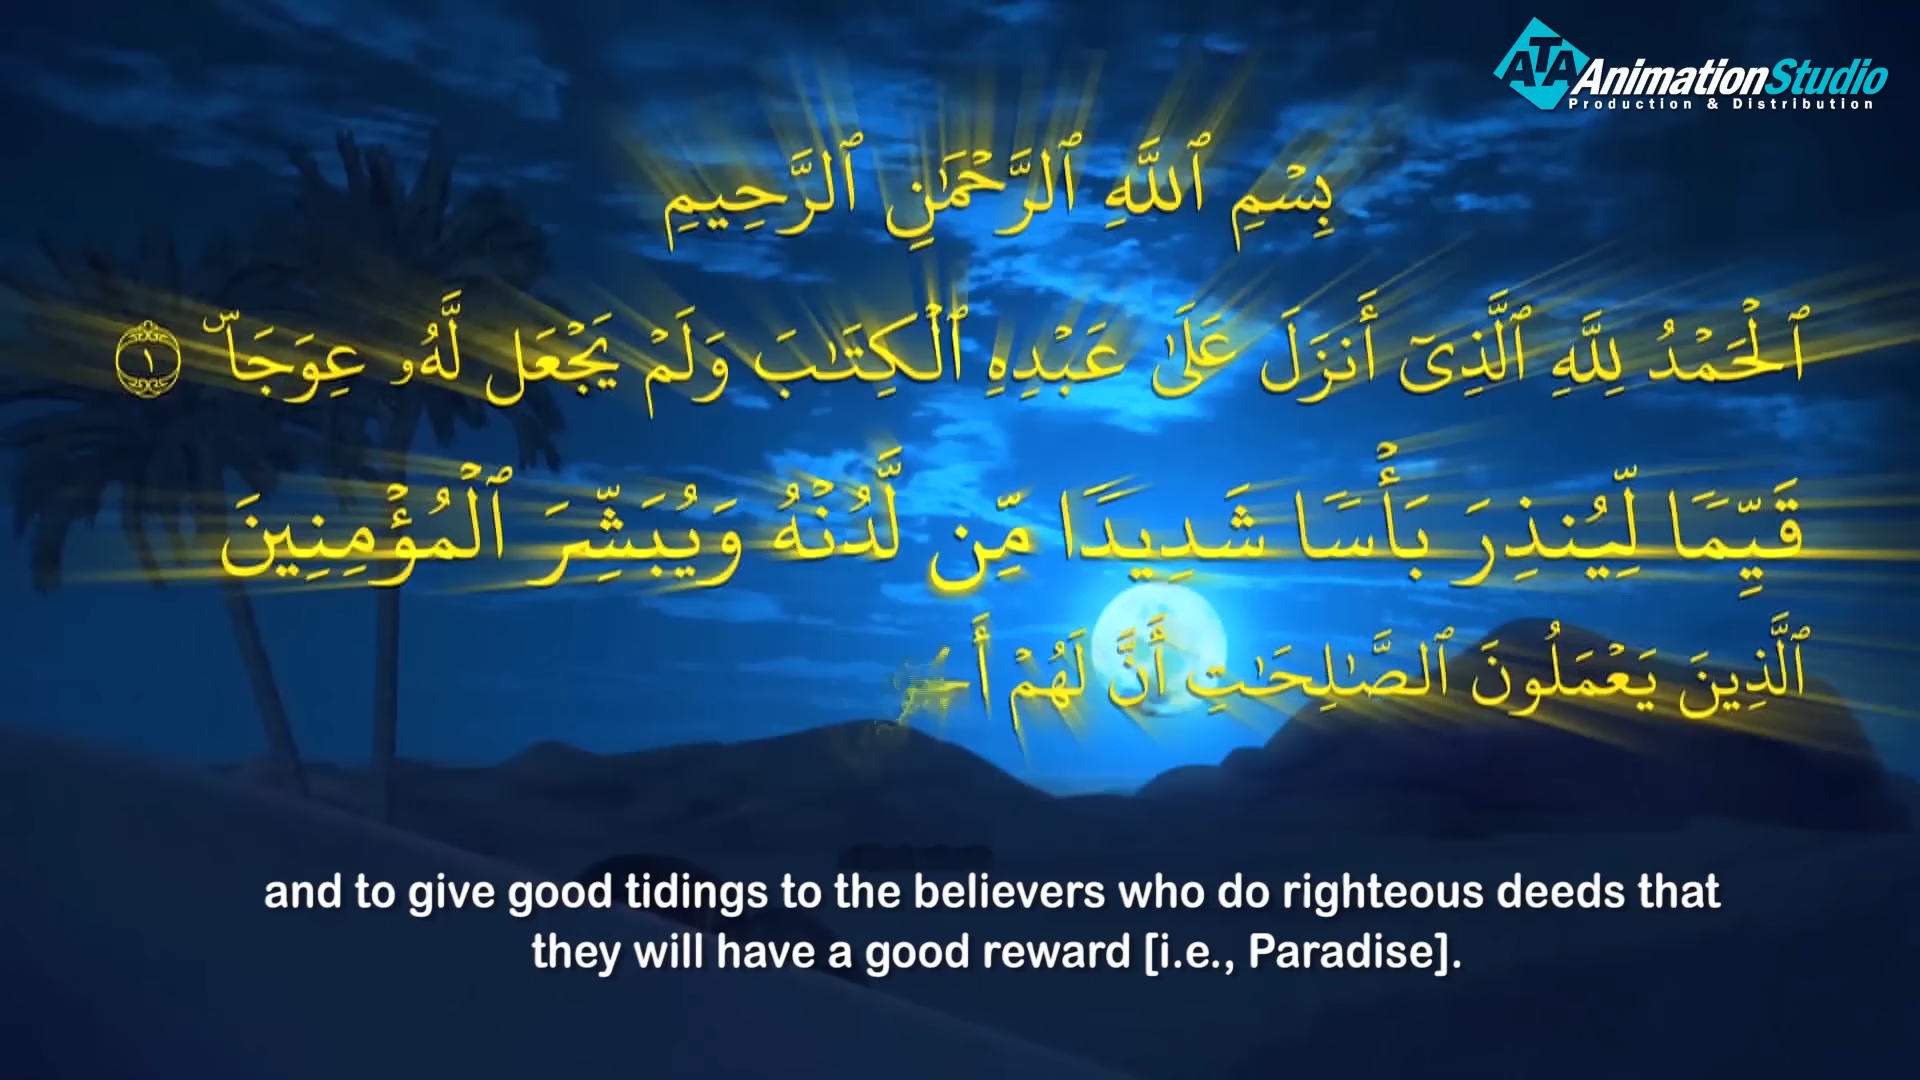 ATA AnimationStudio
Production & Distribution
بِسْمِ ٱللَّهِ ٱلرَّحْمَٰنِ ٱلرَّحِيمِ
ٱلْحَمْدُ لِلَّهِ ٱلَّذِىٓ أَنزَلَ عَلَىٰ عَبْدِهِ ٱلْكِتَٰبَ وَلَمْ يَجْعَل لَّهُۥ عِوَجَاۜ ١
قَيِّمًا لِّيُنذِرَ بَأْسًا شَدِيدًا مِّن لَّدُنْهُ وَيُبَشِّرَ ٱلْمُؤْمِنِينَ
ٱلَّذِينَ يَعْمَلُونَ ٱلصَّٰلِحَٰتِ أَنَّ لَهُمْ
and to give good tidings to the believers who do righteous deeds that
they will have a good reward [i.e., Paradise].